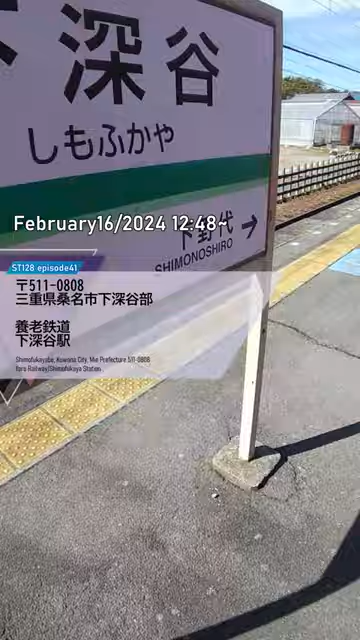 下深谷
しもふかや
下野代
SHIMONOSHIRO
February16/2024 12:48~
ST128 episode41
〒511-0808
三重県桑名市下深谷部
養老鉄道
下深谷駅
Shimofukayabe, Kuwana City, Mie Prefecture 511-0808
Yoro Railway/Shimofukaya Station